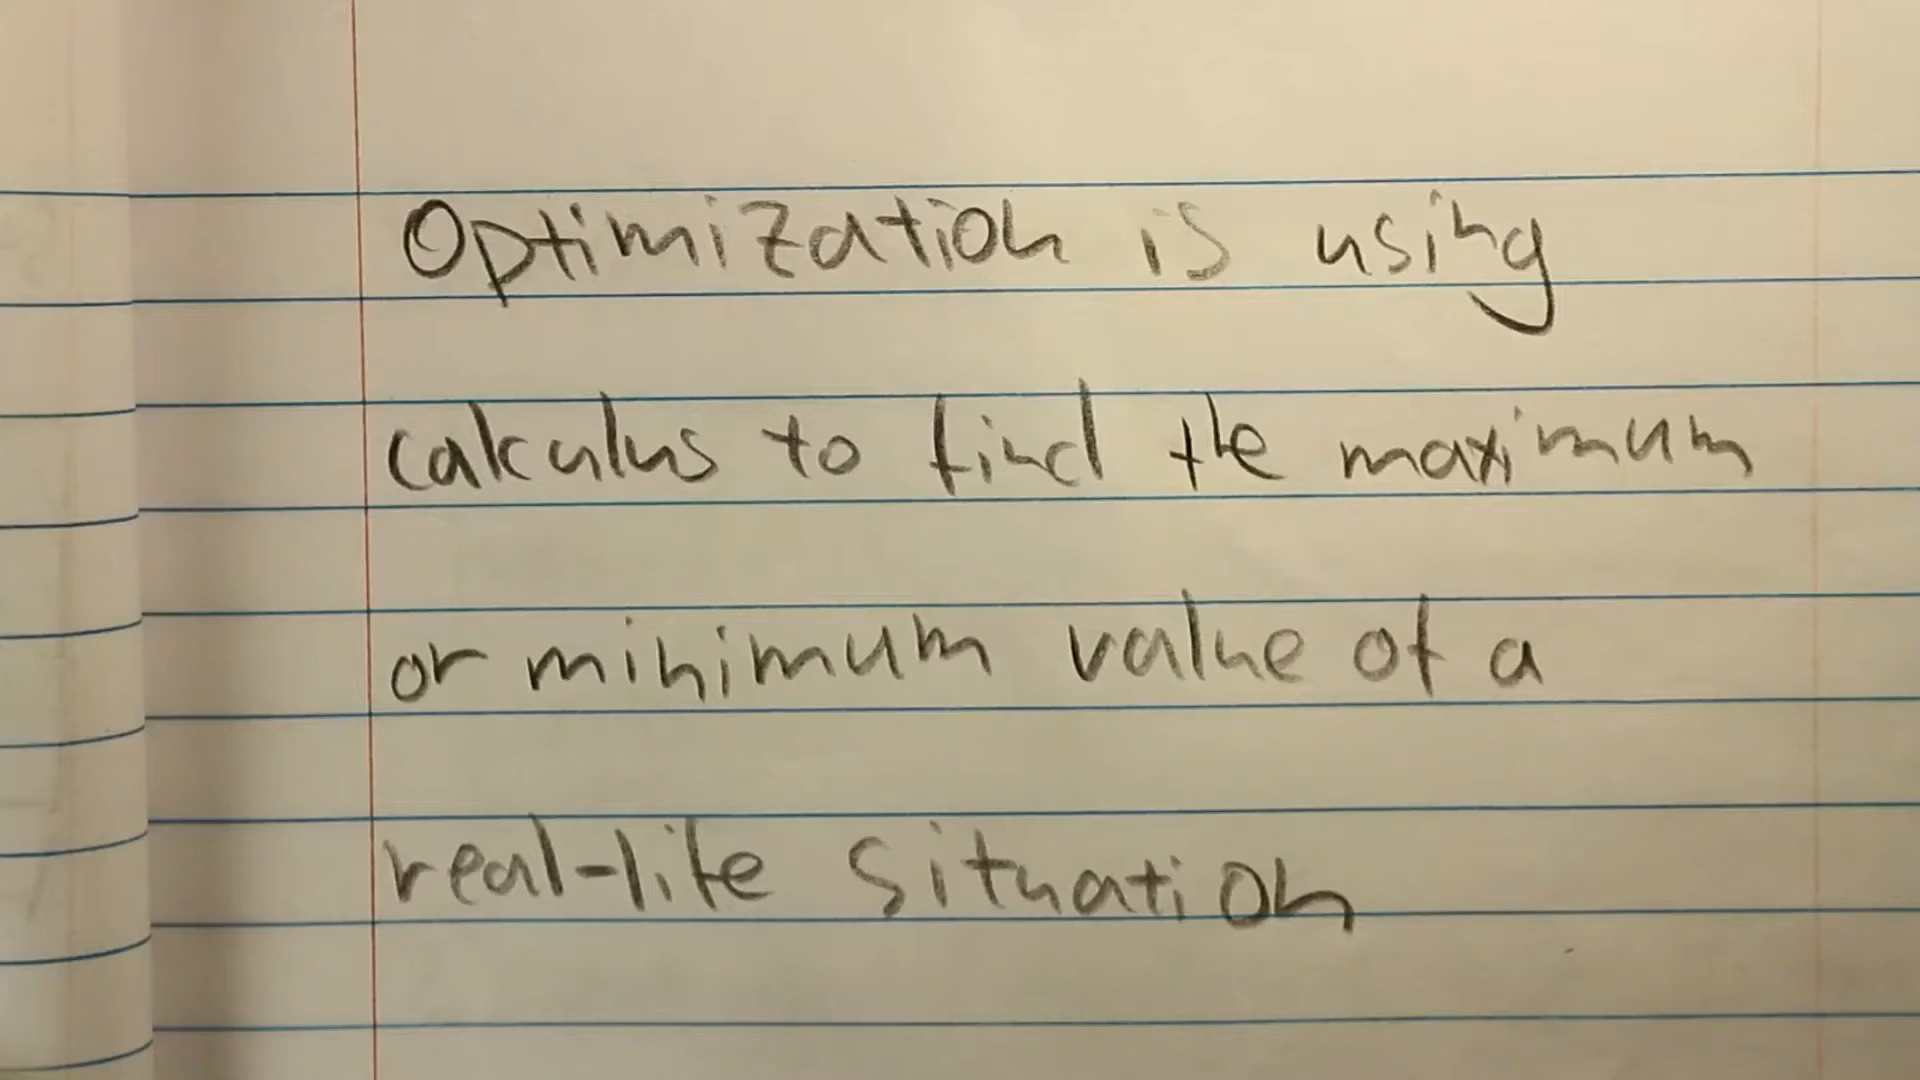 Optimization is using
calculus to find the maximum
or minimum value of a
real-life situation